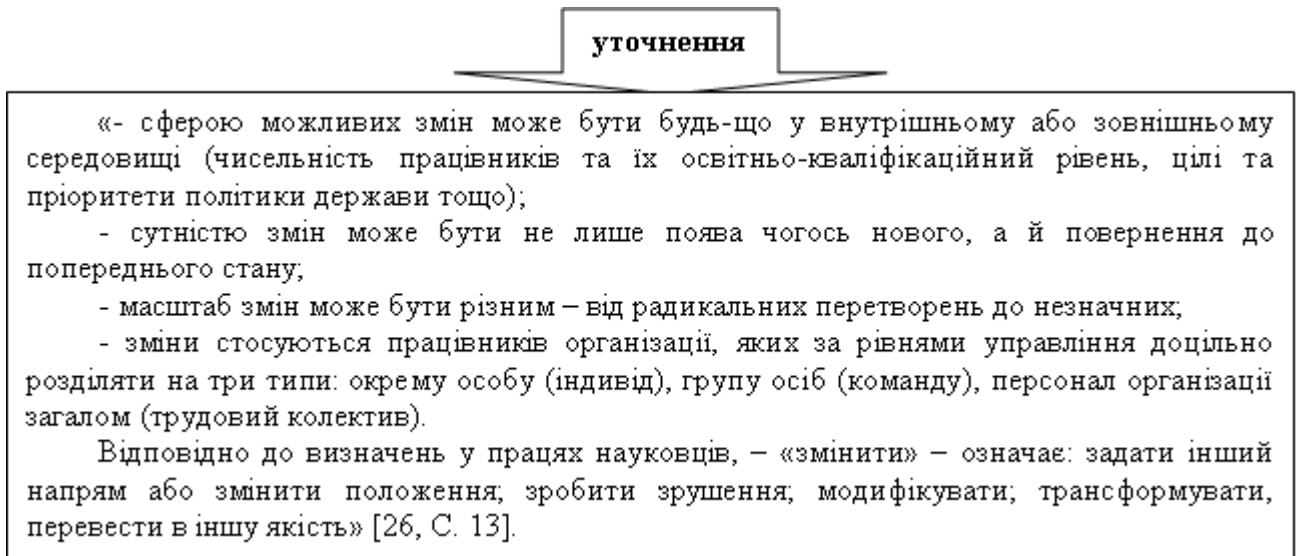 уточнення
«- сферою можливих змін може бути будь-що у внутрішньому або зовнішньому
середовищі (чисельність працівників та їх освітньо-кваліфікаційний рівень, цілі та
пріоритети політики держави тощо);
- сутністю змін може бути не лише поява чогось нового, а й повернення до
попереднього стану;
- масштаб змін може бути різним – від радикальних перетворень до незначних;
- зміни стосуються працівників організації, яких за рівнями управління доцільно
розділяти на три типи: окрему особу (індивід), групу осіб (команду), персонал організації
загалом (трудовий колектив).
Відповідно до визначень у працях науковців, – «змінити» – означає: задати інший
напрям або змінити положення; зробити зрушення; модифікувати; трансформувати,
перевести в іншу якість» [26, С. 13].